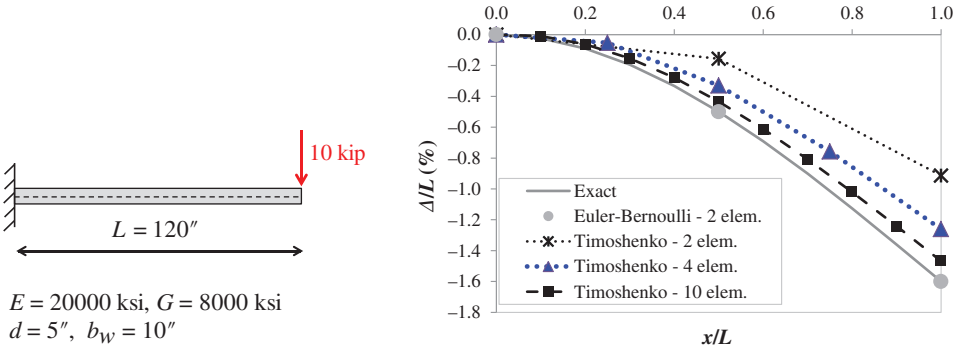 10 kip
L = 120″
E = 20000 ksi, G = 8000 ksi
d = 5″, b_W = 10″
0.0 0.2 0.4 0.6 0.8 1.0
0.0
−0.2
−0.4
−0.6
−0.8
−1.0
−1.2
−1.4
−1.6
−1.8
Δ/L (%)
Exact
Euler-Bernoulli - 2 elem.
Timoshenko - 2 elem.
Timoshenko - 4 elem.
Timoshenko - 10 elem.
x/L